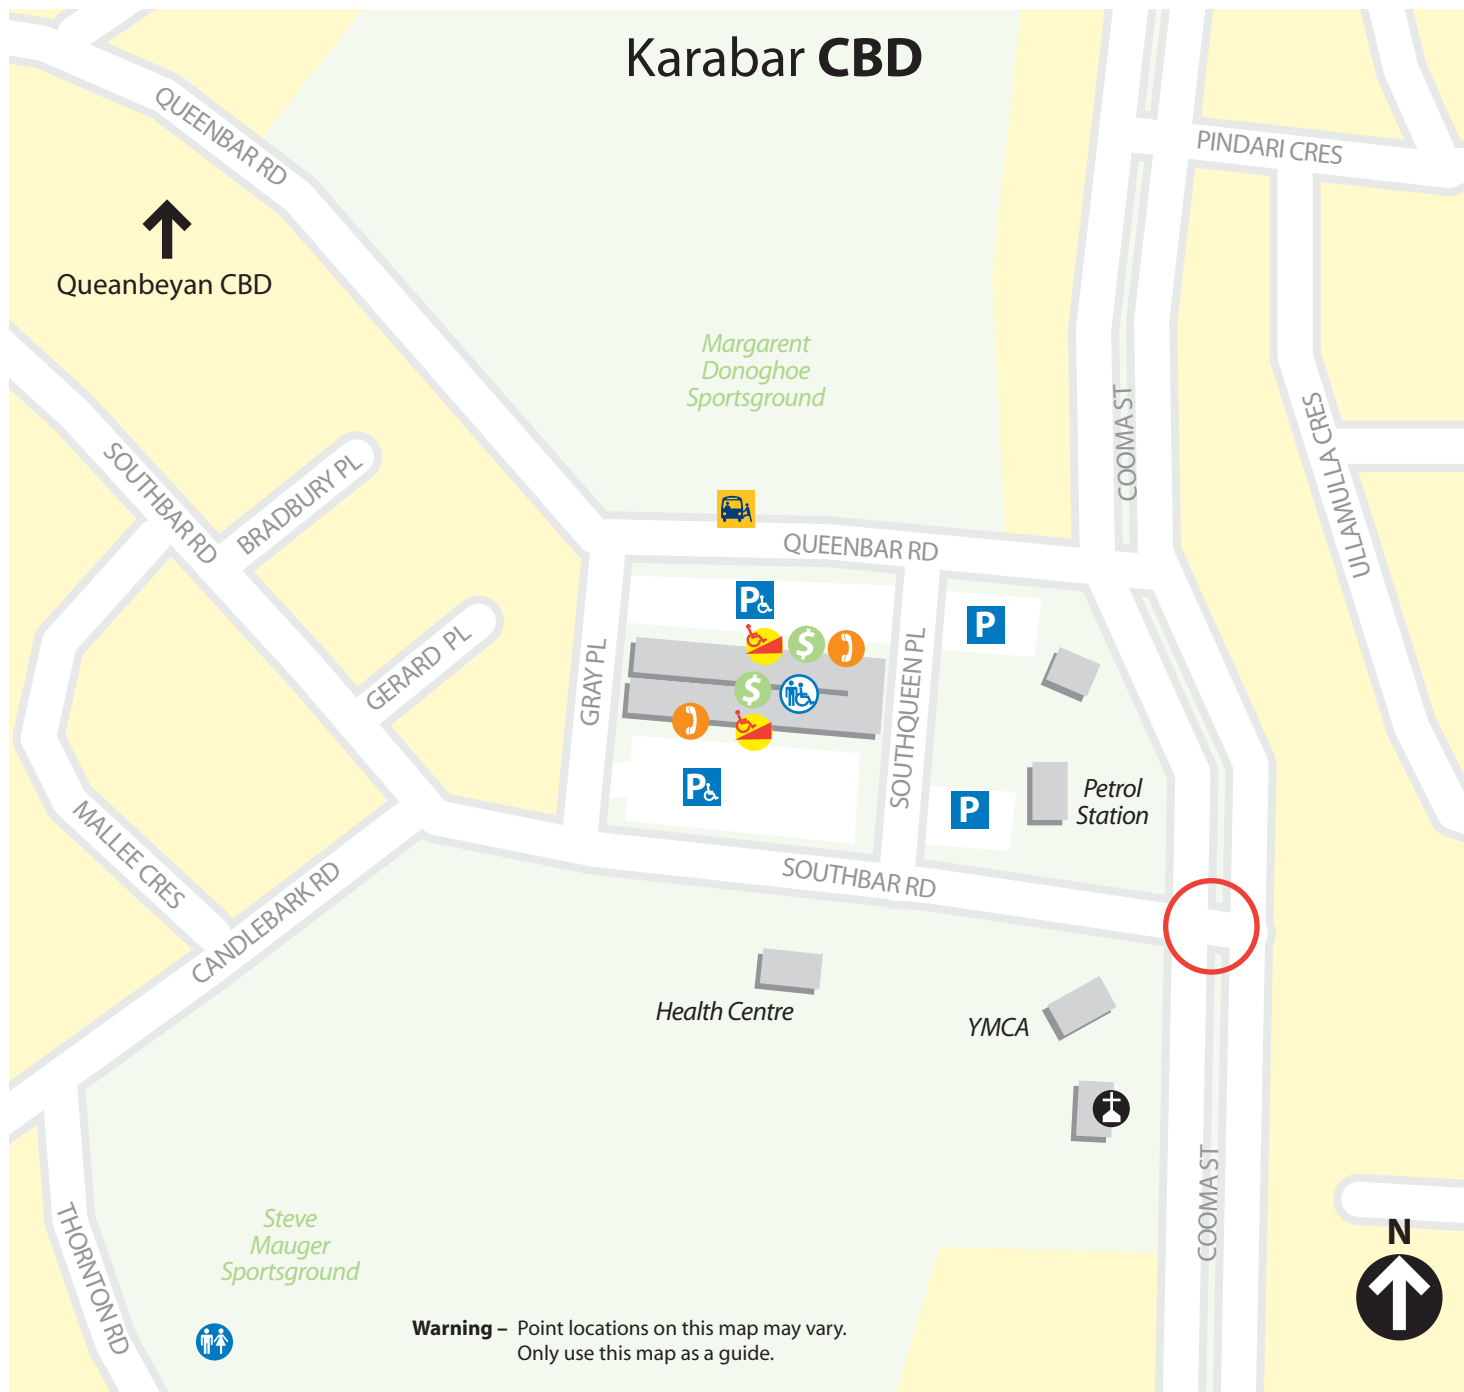 Karabar CBD
QUEENBAR RD
PINDARI CRES
Queanbeyan CBD
Margarent
Donoghoe
Sportsground
COOMA ST
ULLAMULLA CRES
SOUTHBAR RD
BRADBURY PL
QUEENBAR RD
P
P
GERARD PL
GRAY PL
$
$
SOUTHQUEEN PL
P
P
Petrol
Station
MALLEE CRES
CANDLEBARK RD
SOUTHBAR RD
Health Centre
YMCA
COOMA ST
THORNTON RD
Steve
Mauger
Sportsground
N
Warning – Point locations on this map may vary.
Only use this map as a guide.